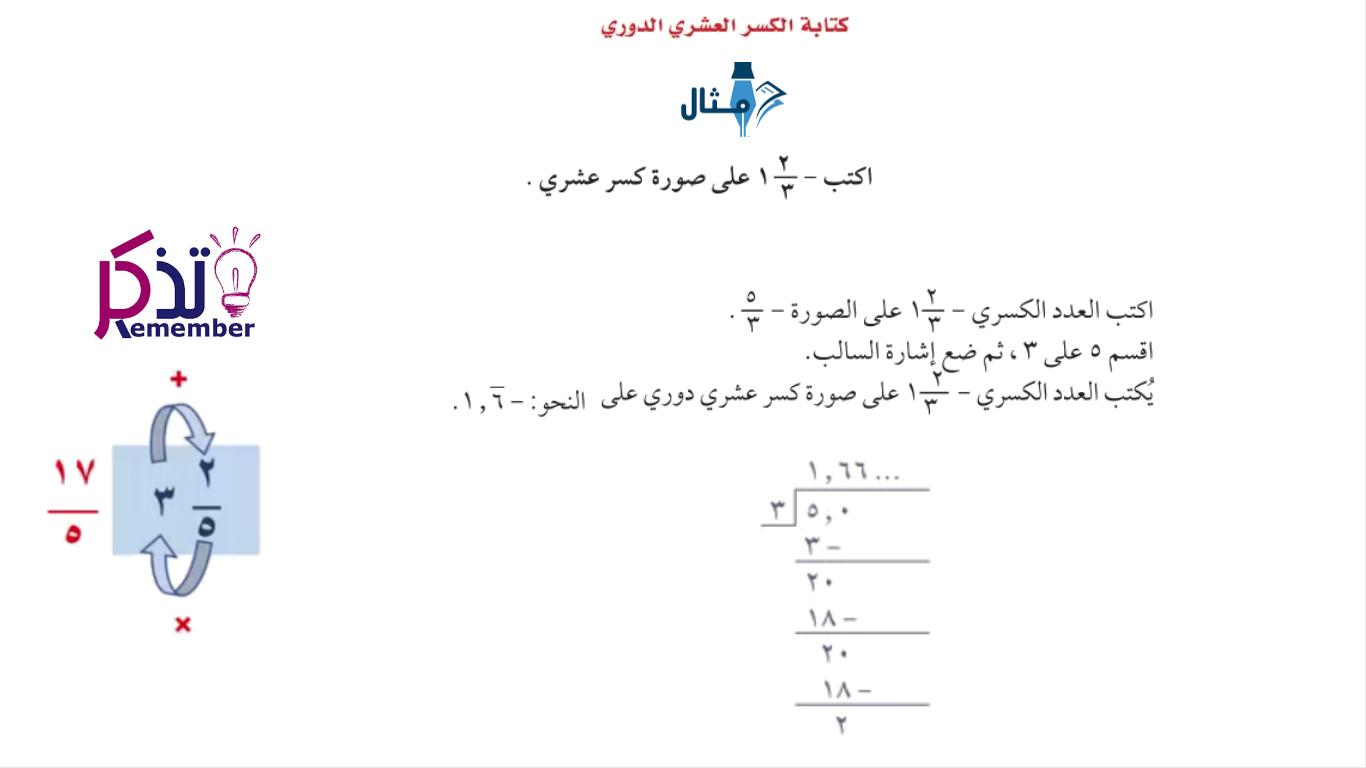 كتابة الكسر العشري الدوري
مثال
اكتب – ١ ٢/٣ على صورة كسر عشري .
تذكر
Remember
اكتب العدد الكسري – ١ ٢/٣ على الصورة – ٥/٣ .
اقسم ٥ على ٣ ، ثم ضع إشارة السالب.
يُكتب العدد الكسري – ١ ٢/٣ على صورة كسر عشري دوري على النحو: – ١,٦̅ .
+
١٧/٥
٣ ٢/٥
×
١,٦٦...
٣ ٥,٠
٣ –
٢٠
١٨ –
٢٠
١٨ –
٢